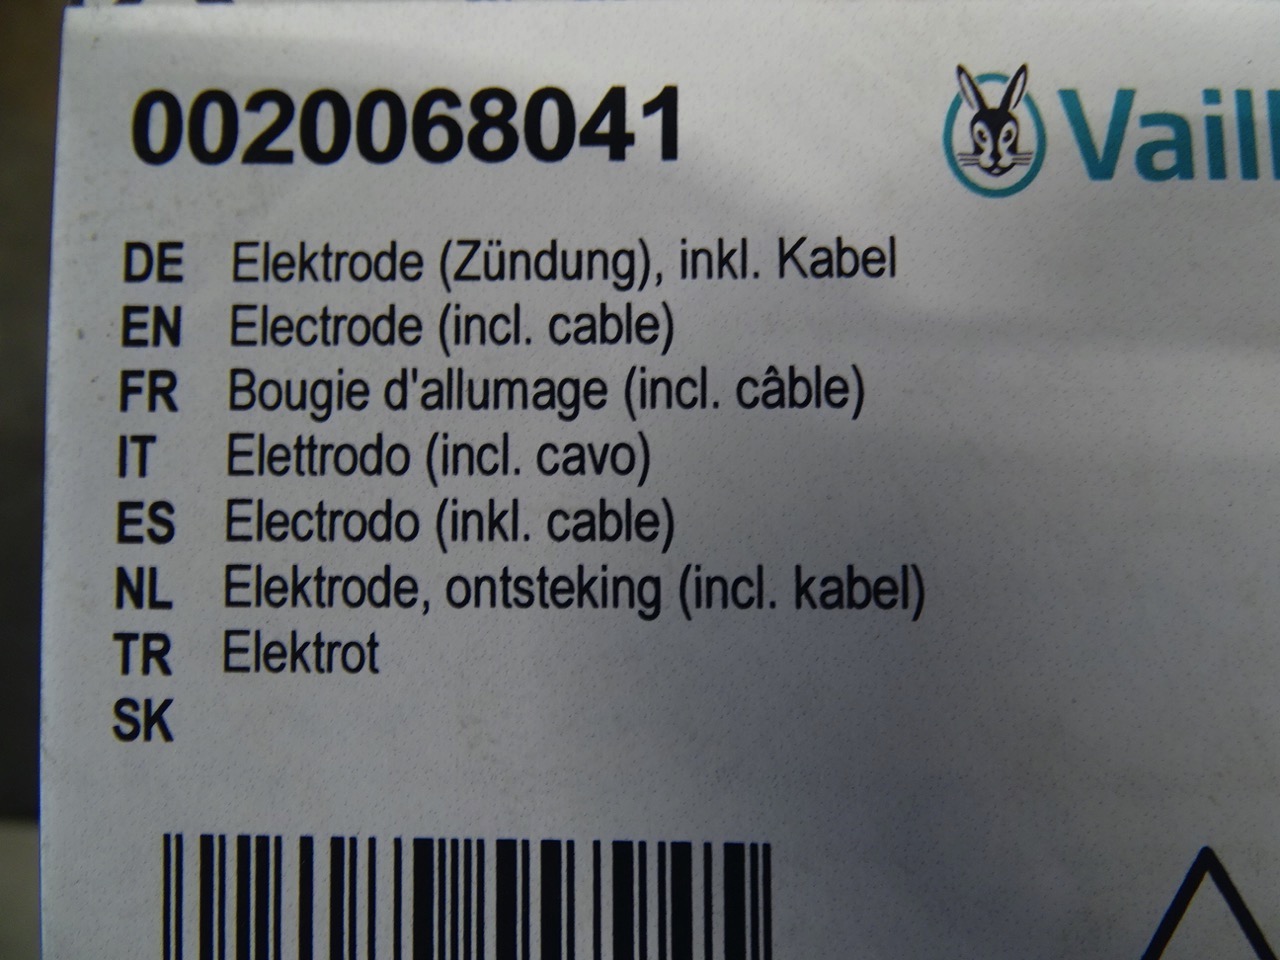 0020068041
Vaill
DE Elektrode (Zündung), inkl. Kabel
EN Electrode (incl. cable)
FR Bougie d'allumage (incl. câble)
IT Elettrodo (incl. cavo)
ES Electrodo (inkl. cable)
NL Elektrode, ontsteking (incl. kabel)
TR Elektrot
SK